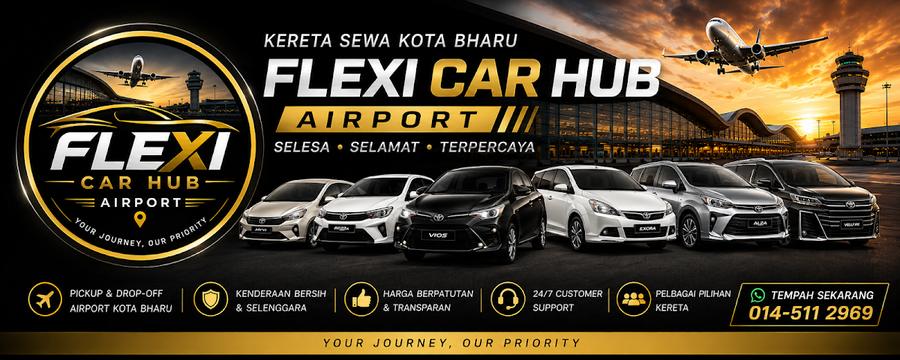 FLEXI
CAR HUB
AIRPORT
YOUR JOURNEY, OUR PRIORITY
KERETA SEWA KOTA BHARU
FLEXI CAR HUB
AIRPORT
SELESA • SELAMAT • TERPERCAYA
BEZZA
VIOS
EXORA
ALZA
VELLFIRE
PICKUP & DROP-OFF
AIRPORT KOTA BHARU
KENDERAAN BERSIH
& SELENGGARA
HARGA BERPATUTAN
& TRANSPARAN
24/7 CUSTOMER
SUPPORT
PELBAGAI PILIHAN
KERETA
TEMPAH SEKARANG
014-511 2969
YOUR JOURNEY, OUR PRIORITY